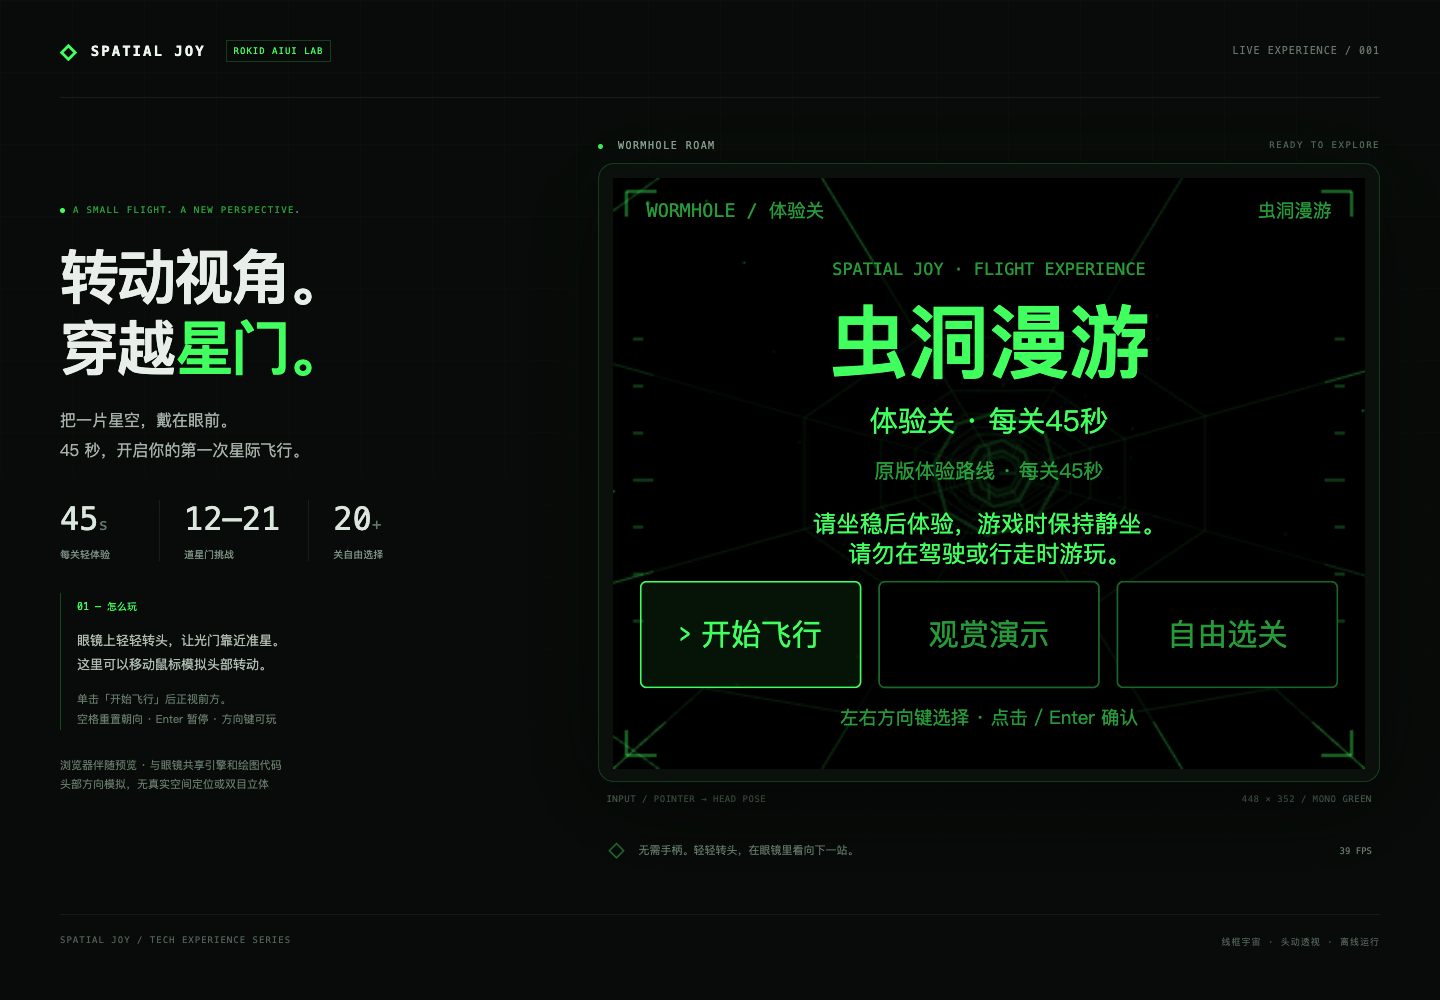 SPATIAL JOY
ROKID AIUI LAB
LIVE EXPERIENCE / 001
A SMALL FLIGHT. A NEW PERSPECTIVE.
转动视角。
穿越星门。
把一片星空，戴在眼前。
45 秒，开启你的第一次星际飞行。
45s
每关轻体验
12—21
道星门挑战
20+
关自由选择
01 — 怎么玩
眼镜上轻轻转头，让光门靠近准星。
这里可以移动鼠标模拟头部转动。
单击「开始飞行」后正视前方。
空格重置朝向 · Enter 暂停 · 方向键可玩
浏览器伴随预览 · 与眼镜共享引擎和绘图代码
头部方向模拟，无真实空间定位或双目立体
WORMHOLE ROAM
READY TO EXPLORE
WORMHOLE / 体验关
虫洞漫游
SPATIAL JOY · FLIGHT EXPERIENCE
虫洞漫游
体验关 · 每关45秒
原版体验路线 · 每关45秒
请坐稳后体验，游戏时保持静坐。
请勿在驾驶或行走时游玩。
> 开始飞行
观赏演示
自由选关
左右方向键选择 · 点击 / Enter 确认
INPUT / POINTER → HEAD POSE
448 × 352 / MONO GREEN
无需手柄。轻轻转头，在眼镜里看向下一站。
39 FPS
SPATIAL JOY / TECH EXPERIENCE SERIES
线框宇宙 · 头动透视 · 离线运行